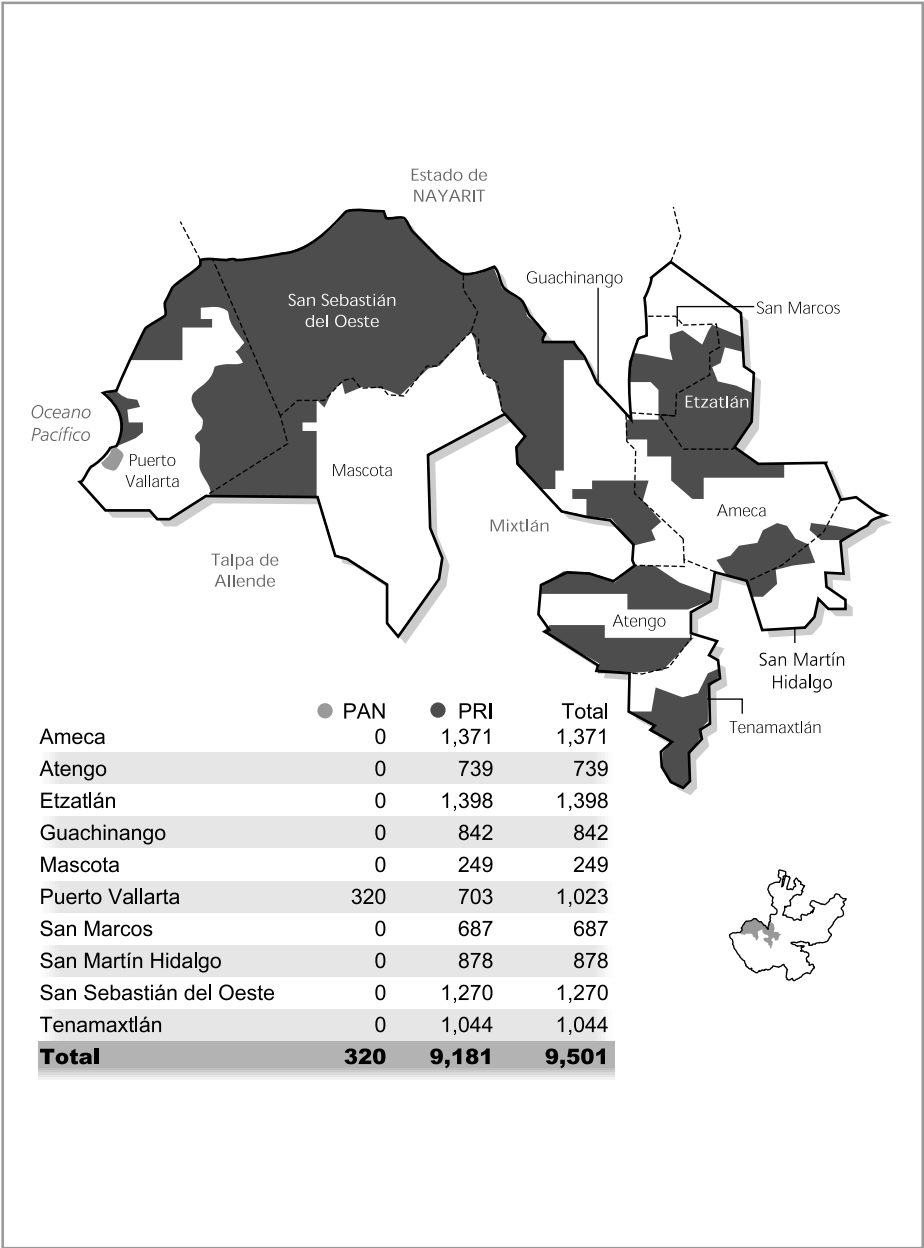 Estado de
NAYARIT
Guachinango
San Sebastián
del Oeste
San Marcos
Etzatlán
Oceano
Pacífico
Puerto
Vallarta
Mascota
Ameca
Mixtlán
Talpa de
Allende
Atengo
San Martín
Hidalgo
Tenamaxtlán
PAN PRI Total
Ameca 0 1,371 1,371
Atengo 0 739 739
Etzatlán 0 1,398 1,398
Guachinango 0 842 842
Mascota 0 249 249
Puerto Vallarta 320 703 1,023
San Marcos 0 687 687
San Martín Hidalgo 0 878 878
San Sebastián del Oeste 0 1,270 1,270
Tenamaxtlán 0 1,044 1,044
Total 320 9,181 9,501